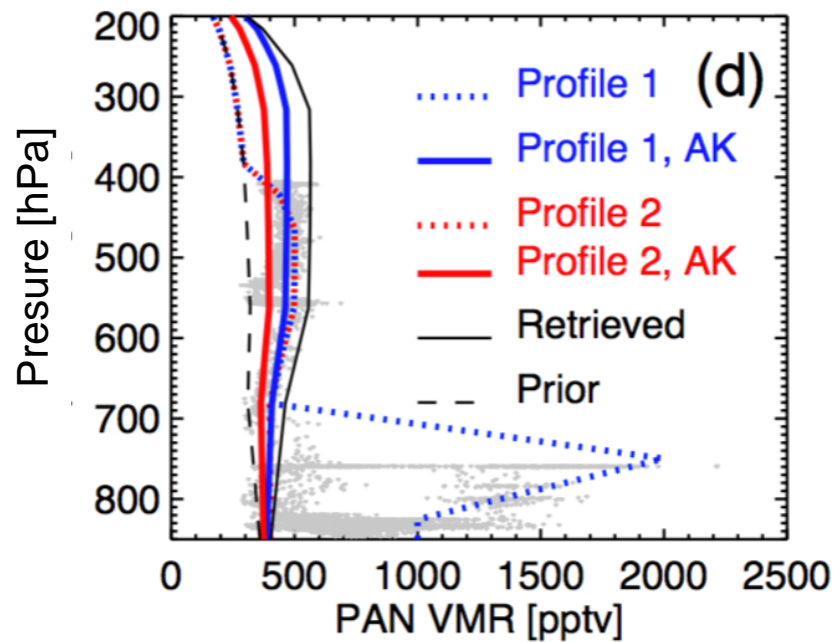 (d)
Profile 1
Profile 1, AK
Profile 2
Profile 2, AK
Retrieved
Prior
Presure [hPa]
200
300
400
500
600
700
800
0 500 1000 1500 2000 2500
PAN VMR [pptv]